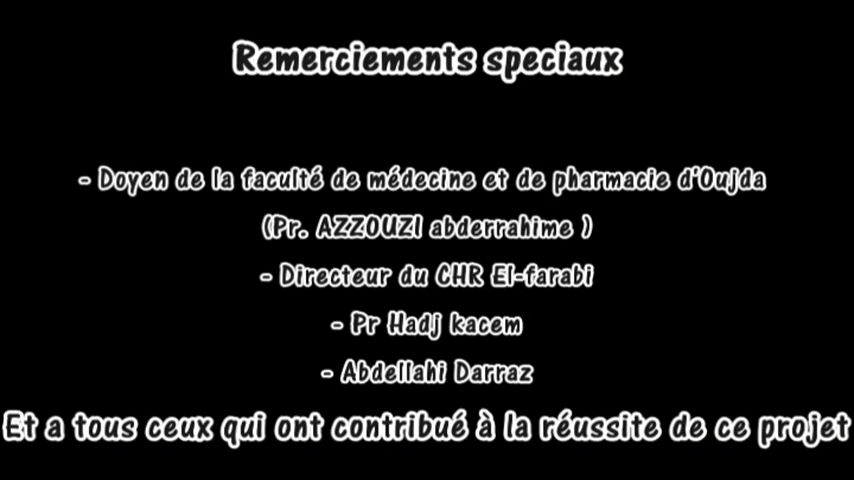 Remerciements speciaux
- Doyen de la faculté de médecine et de pharmacie d'Oujda
(Pr. AZZOUZI abderrahime )
- Directeur du CHR El-farabi
- Pr Hadj kacem
- Abdellahi Darraz
Et a tous ceux qui ont contribué à la réussite de ce projet